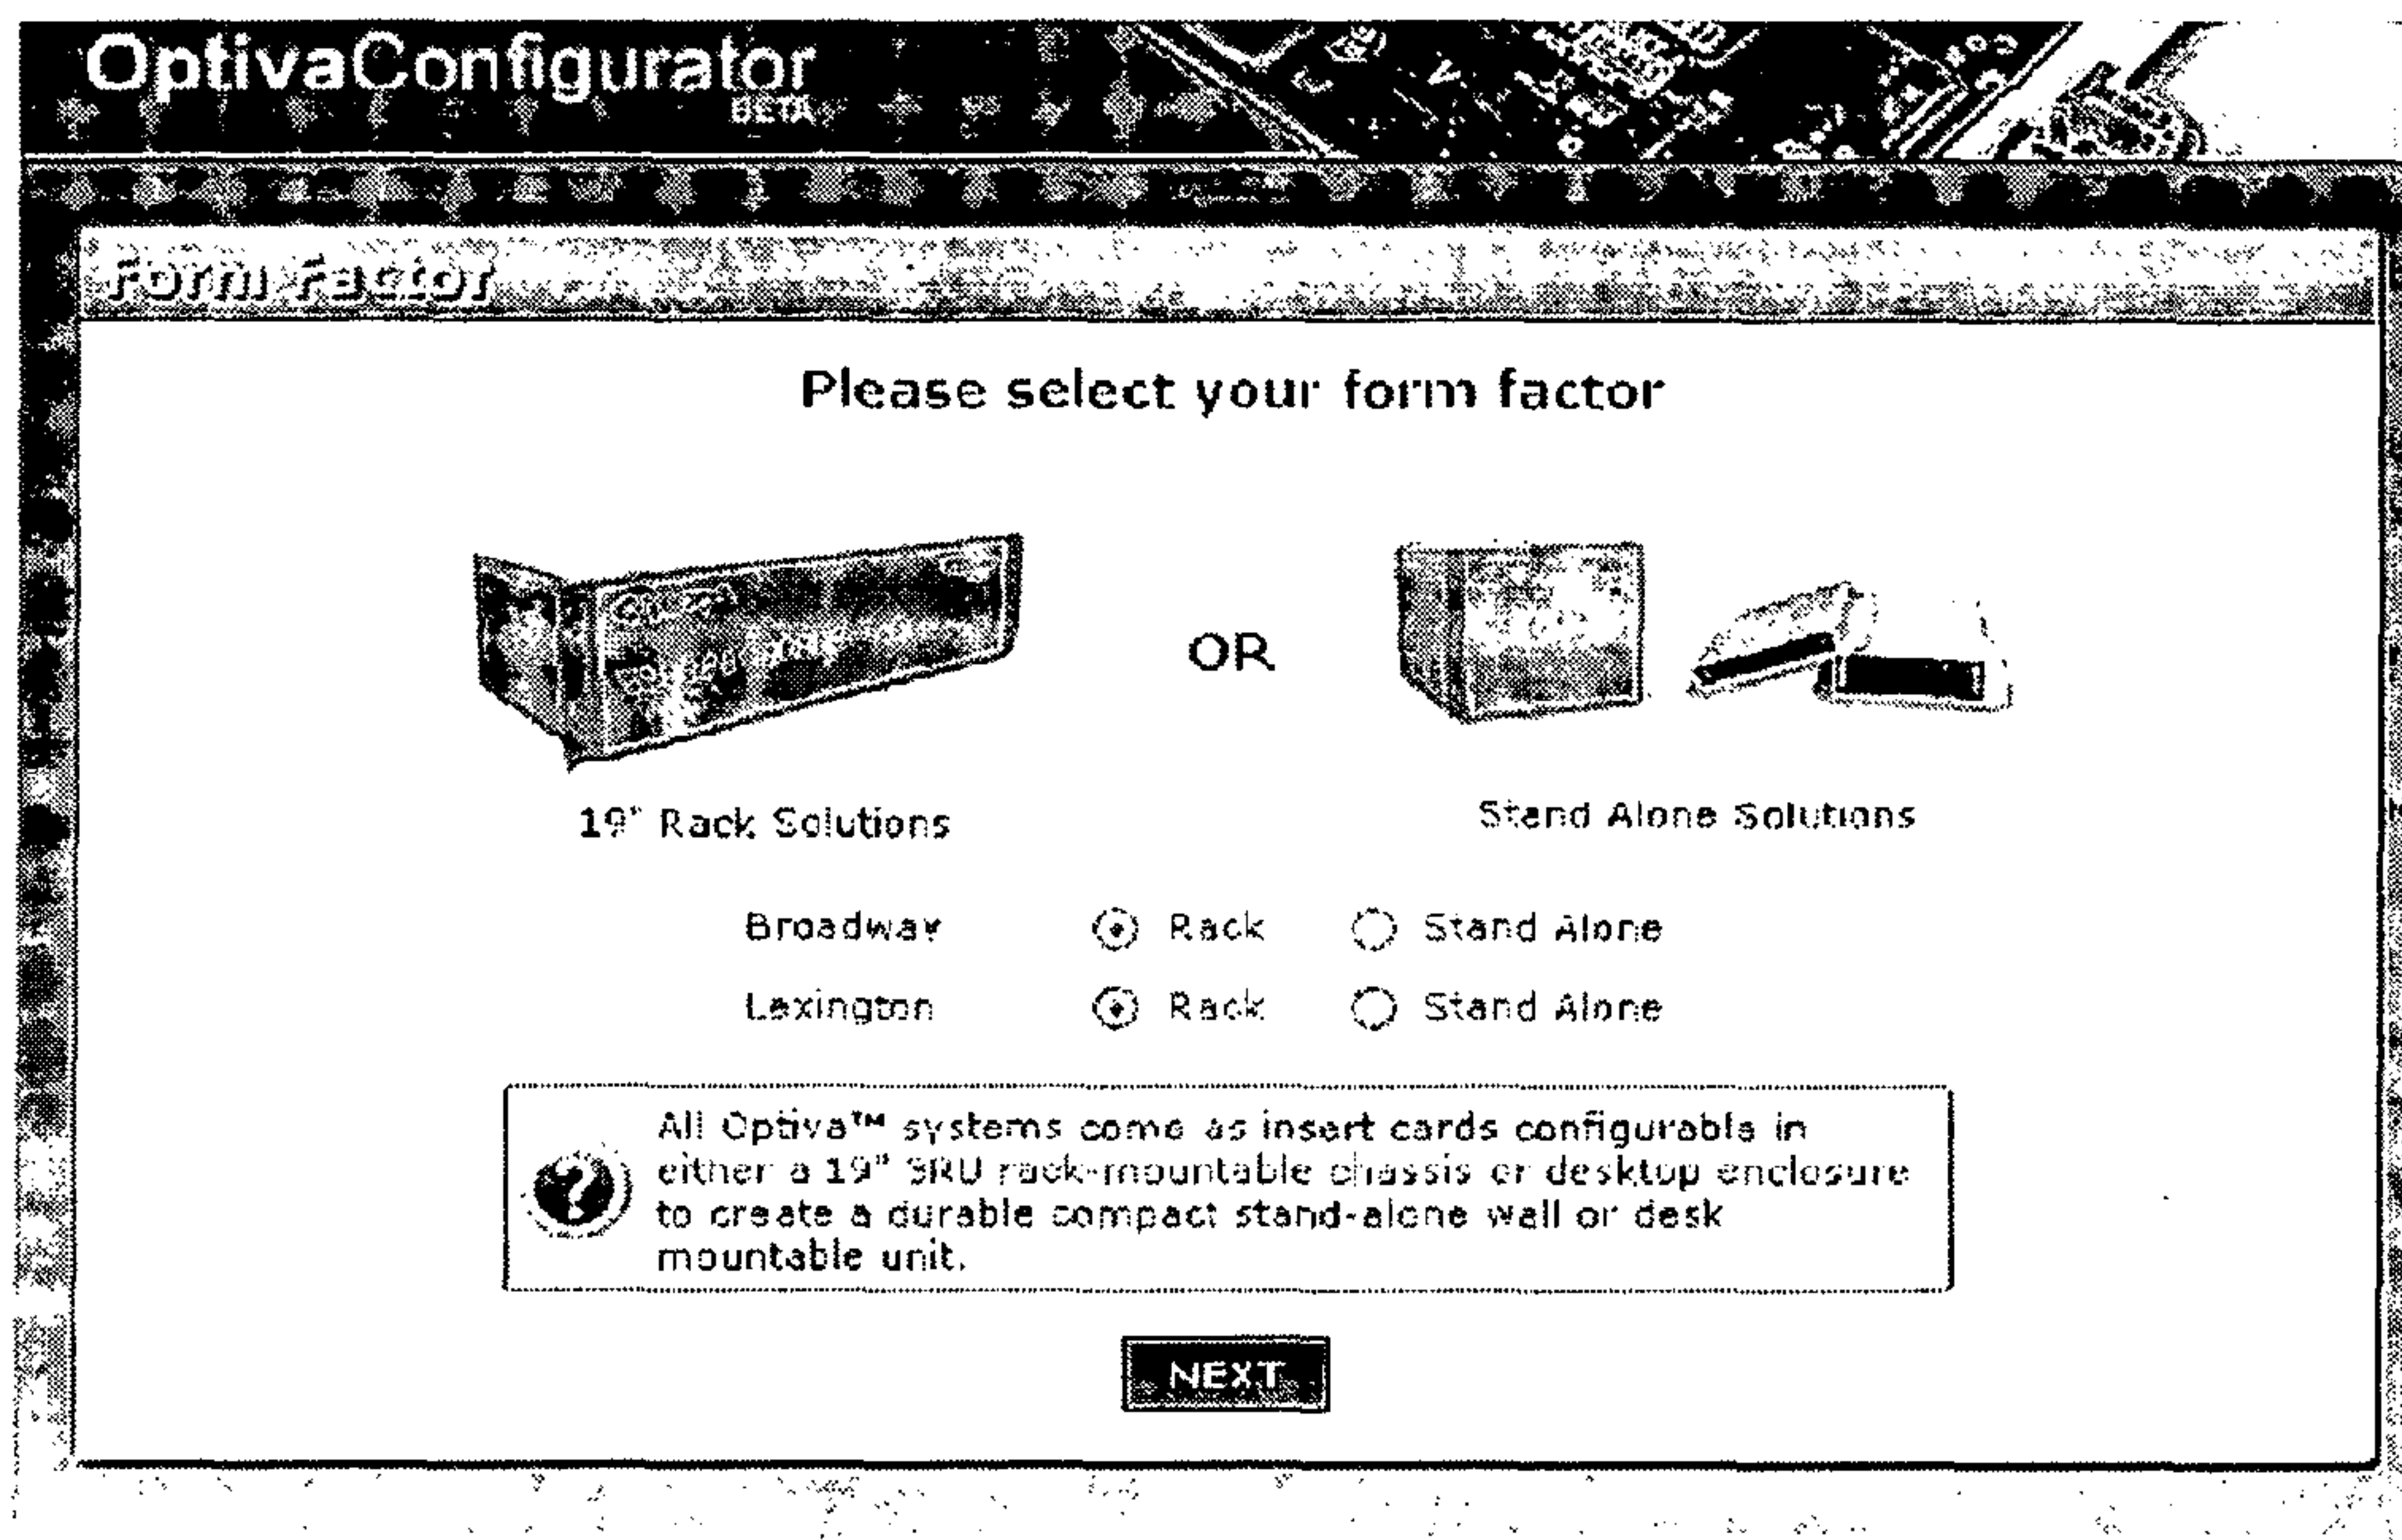 OptivaConfigurator
BETA
Form Factor
Please select your form factor
OR
19" Rack Solutions
Stand Alone Solutions
Broadway Rack Stand Alone
Lexington Rack Stand Alone
All Optiva™ systems come as insert cards configurable in
either a 19" 3RU rack-mountable chassis or desktop enclosure
to create a durable compact stand-alone wall or desk
mountable unit.
NEXT